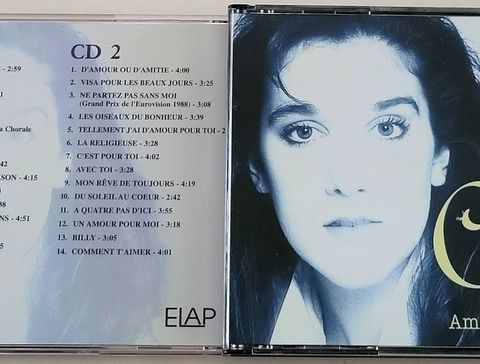 - 2:59
a Chorale
:42
SON - 4:15
NS - 4:51
CD 2
1. D'AMOUR OU D'AMITIE - 4:00
2. VISA POUR LES BEAUX JOURS - 3:25
3. NE PARTEZ PAS SANS MOI
(Grand Prix de l'Eurovision 1988) - 3:08
4. LES OISEAUX DU BONHEUR - 3:39
5. TELLEMENT J'AI D'AMOUR POUR TOI - 2
6. LA RELIGIEUSE - 3:28
7. C'EST POUR TOI - 4:02
8. AVEC TOI - 3:28
9. MON RÊVE DE TOUJOURS - 4:19
10. DU SOLEIL AU COEUR - 2:42
11. A QUATRE PAS D'ICI - 3:55
12. UN AMOUR POUR MOI - 3:18
13. BILLY - 3:05
14. COMMENT T'AIMER - 4:01
ELAP
C
Am